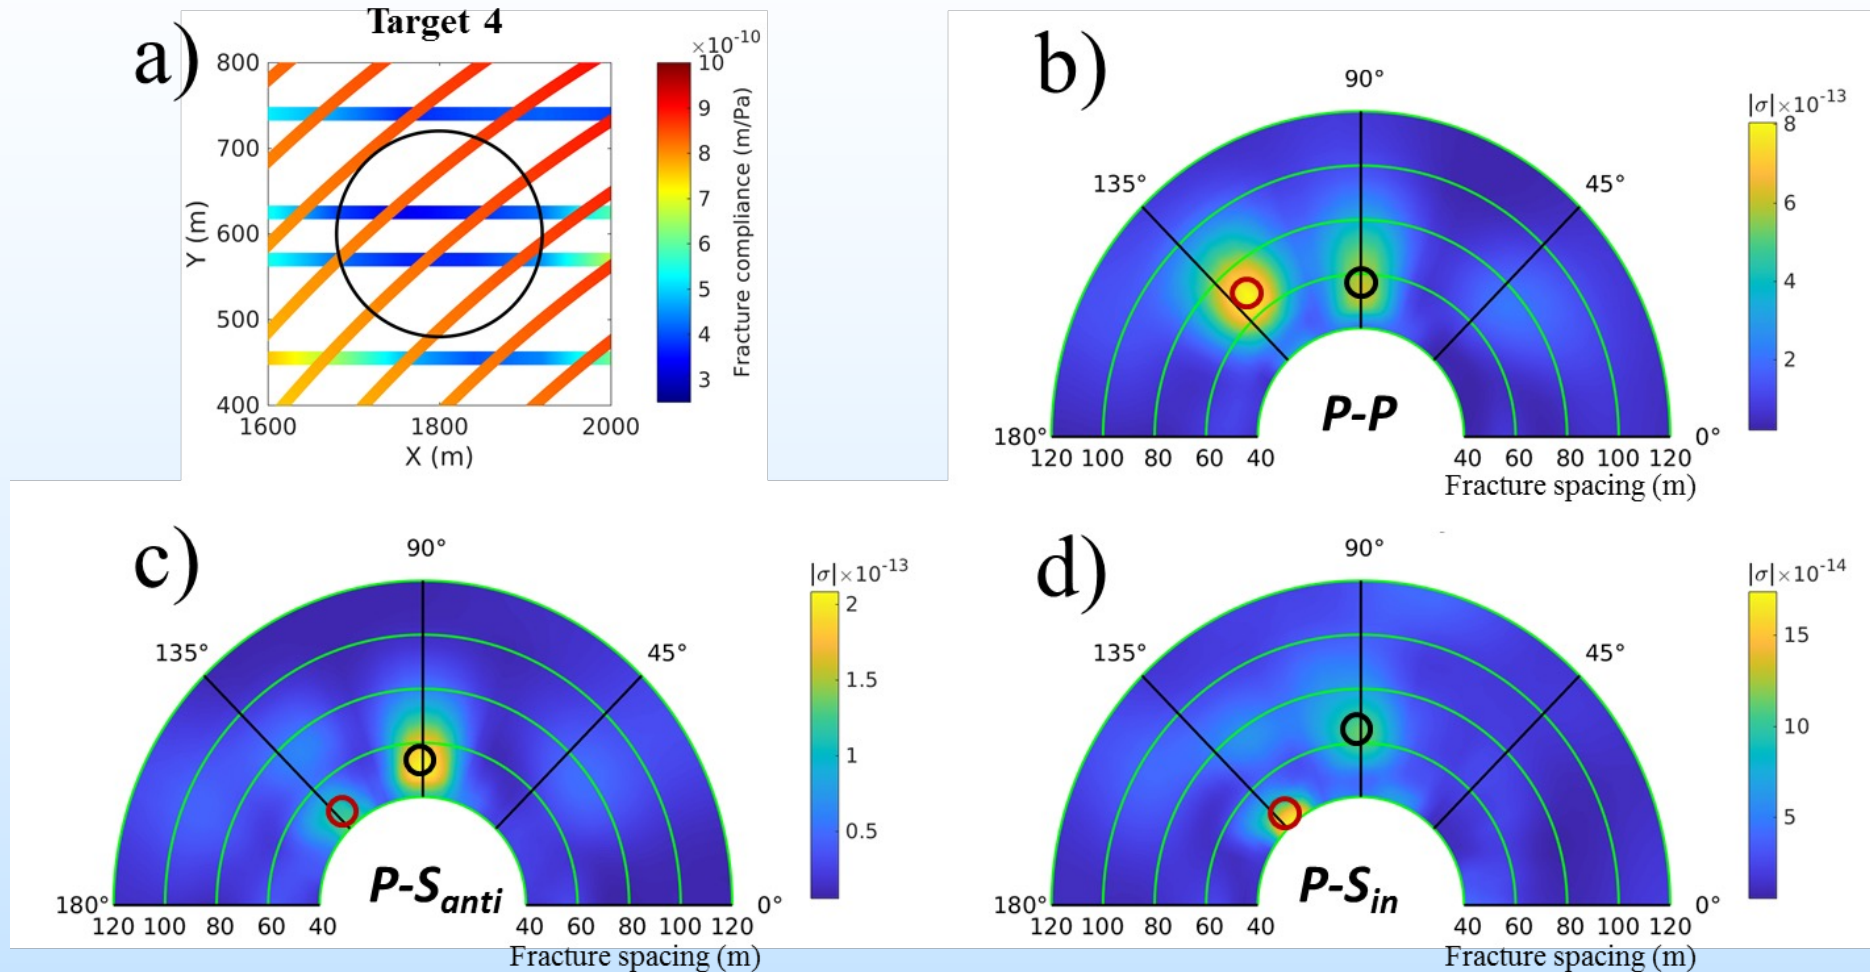 Target 4
a)
×10⁻¹⁰
800
700
600
500
400
1600
1800
2000
X (m)
Y (m)
10
9
8
7
6
5
4
3
Fracture compliance (m/Pa)
b)
90°
135°
45°
180°
0°
120 100 80 60 40
40 60 80 100 120
Fracture spacing (m)
P-P
|σ|×10⁻¹³
8
6
4
2
c)
90°
135°
45°
180°
0°
120 100 80 60 40
40 60 80 100 120
Fracture spacing (m)
P-Santi
|σ|×10⁻¹³
2
1.5
1
0.5
d)
90°
135°
45°
180°
0°
120 100 80 60 40
40 60 80 100 120
Fracture spacing (m)
P-Sin
|σ|×10⁻¹⁴
15
10
5